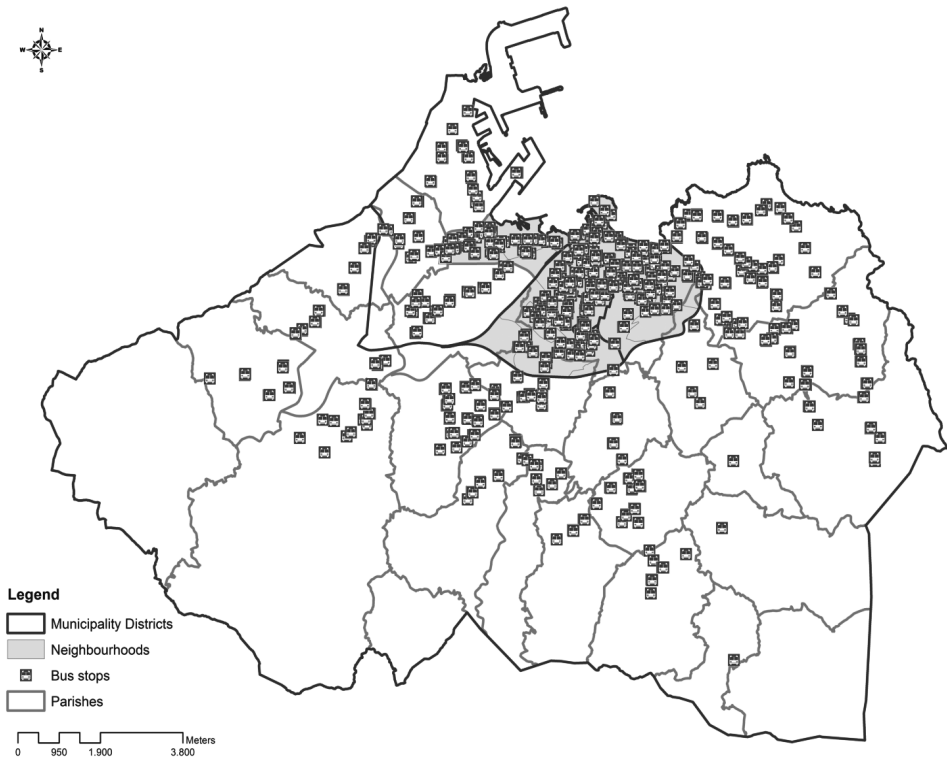 N
W E
S
Legend
Municipality Districts
Neighbourhoods
Bus stops
Parishes
Meters
0 950 1.900 3.800